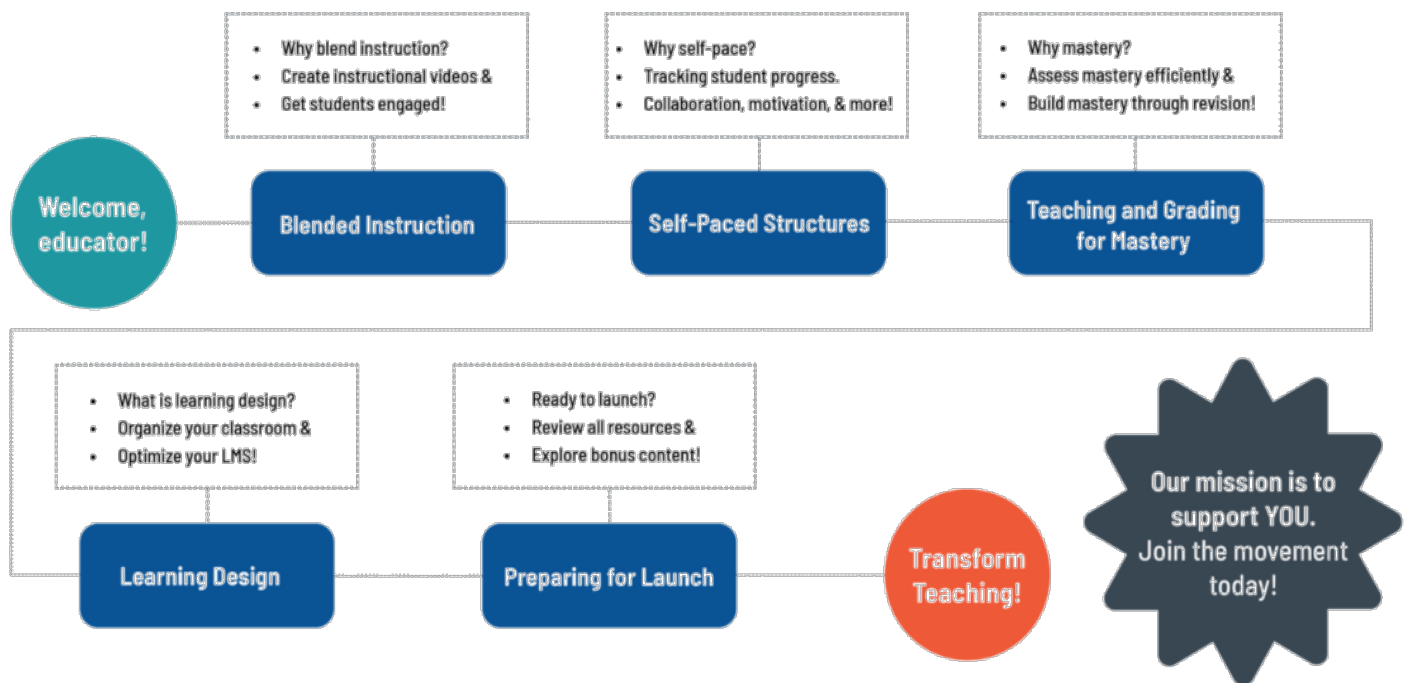 • Why blend instruction?
• Create instructional videos &
• Get students engaged!
• Why self-pace?
• Tracking student progress.
• Collaboration, motivation, & more!
• Why mastery?
• Assess mastery efficiently &
• Build mastery through revision!
Welcome,
educator!
Blended Instruction
Self-Paced Structures
Teaching and Grading
for Mastery
• What is learning design?
• Organize your classroom &
• Optimize your LMS!
• Ready to launch?
• Review all resources &
• Explore bonus content!
Learning Design
Preparing for Launch
Transform
Teaching!
Our mission is to
support YOU.
Join the movement
today!